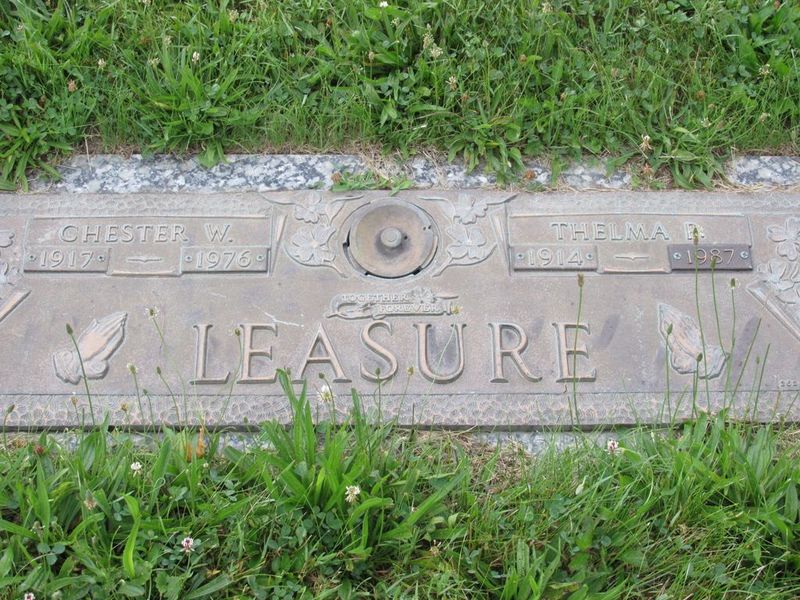 CHESTER W.
1917 1976
THELMA
1914 1987
TOGETHER
FOREVER
LEASURE